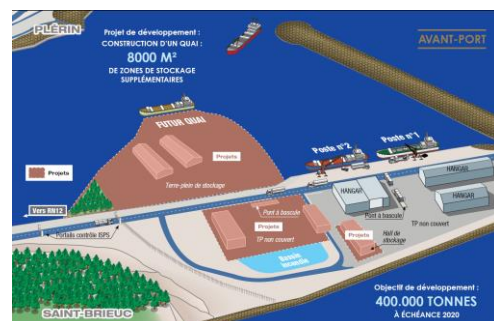 PLÉRIN
Projet de développement :
CONSTRUCTION D'UN QUAI :
8000 M²
DE ZONES DE STOCKAGE
SUPPLÉMENTAIRES
AVANT-PORT
FUTUR QUAI
Projets
Terre plein de stockage
Poste n°2
Poste n°1
HANGAR
HANGAR
HANGAR
Projets
Vers RN12
Portails contrôle ISPS
Pont à bascule
Projets
TP non couvert
Pont à bascule
TP non couvert
Projets
Hall de
stockage
Bassin
incendie
SAINT-BRIEUC
Objectif de développement :
400.000 TONNES
À ÉCHÉANCE 2020